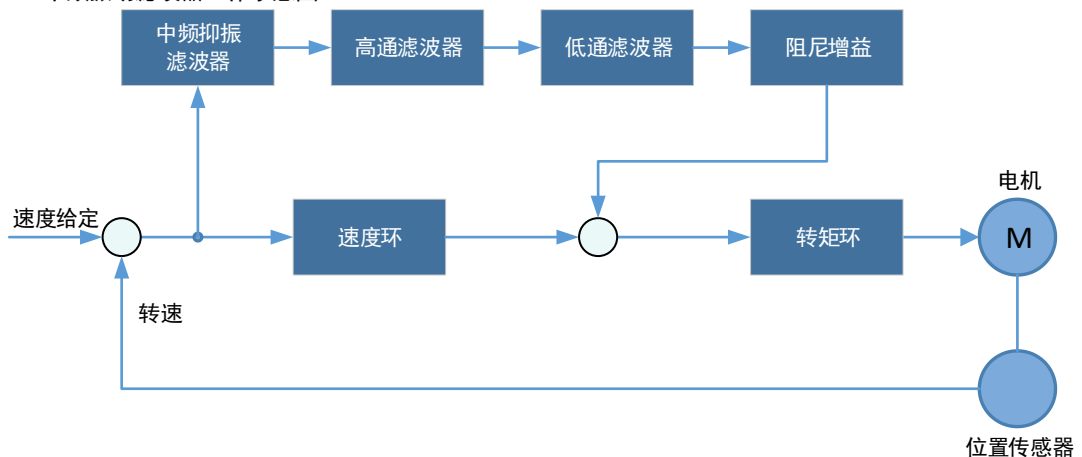 中频抑振
滤波器
高通滤波器
低通滤波器
阻尼增益
电机
速度给定
速度环
转矩环
M
转速
位置传感器